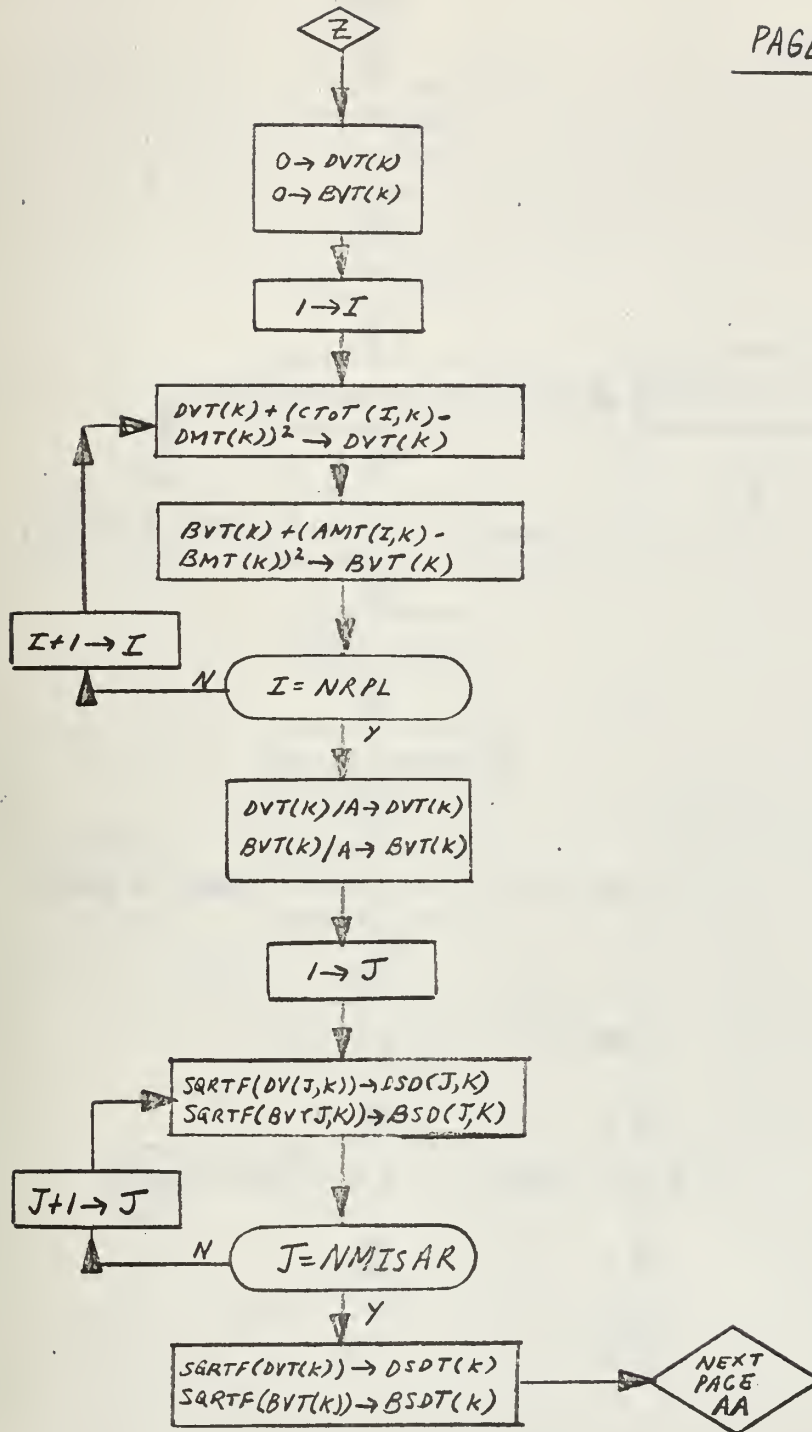 Z
PAGE
0→ DVT(K)
0→ BVT(K)
1→I
DVT(K) + (CTOT(I,K) -
DMT(K))² → DVT(K)
BVT(K) + (AMT(I,K) -
BMT(K))² → BVT(K)
I+1→I
N
I = NRPL
Y
DVT(K)/A→ DVT(K)
BVT(K)/A→ BVT(K)
1→ J
SQRTF(DV(J,K))→DSD(J,K)
SQRTF(BV(J,K))→BSD(J,K)
J+1→ J
N
J=NMISAR
Y
SQRTF(DVT(K))→ DSDT(K)
SQRTF(BVT(K))→BSDT(K)
NEXT
PAGE
AA